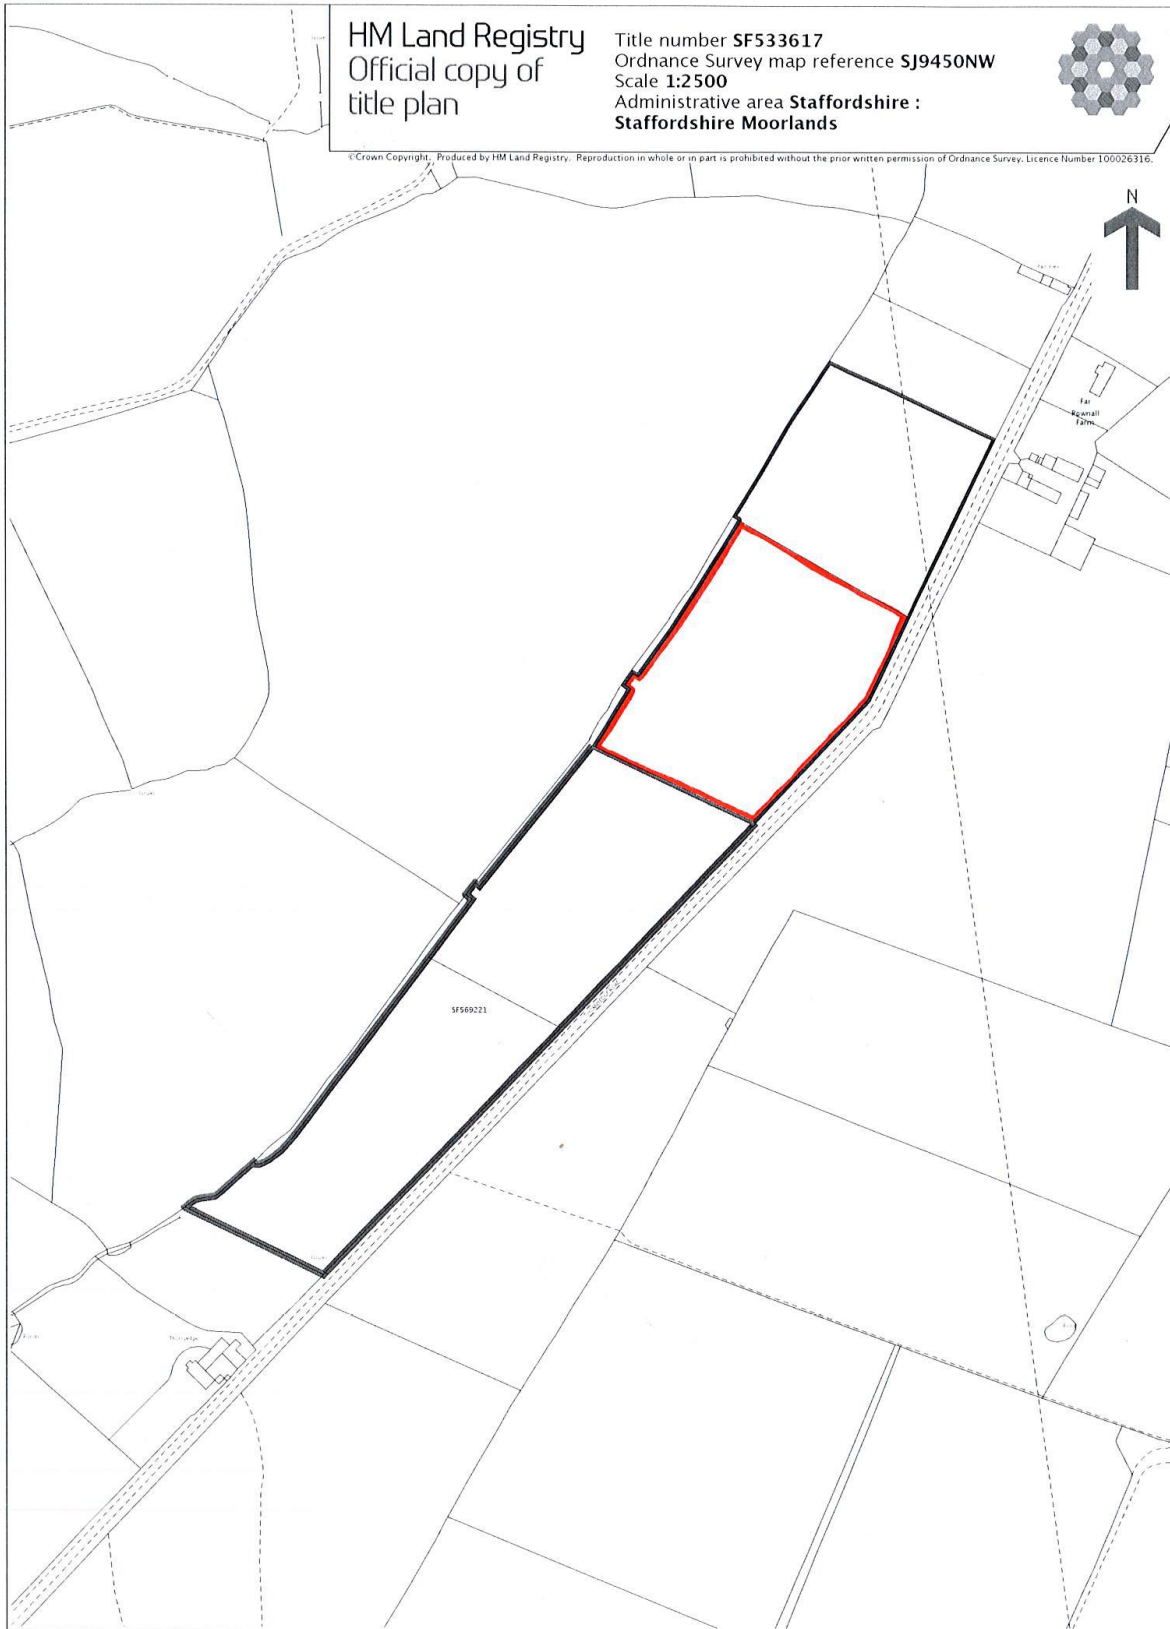 HM Land Registry
Official copy of
title plan
Title number SF533617
Ordnance Survey map reference SJ9450NW
Scale 1:2500
Administrative area Staffordshire :
Staffordshire Moorlands
©Crown Copyright. Produced by HM Land Registry. Reproduction in whole or in part is prohibited without the prior written permission of Ordnance Survey. Licence Number 100026316.
N
Far
Rownall
Farm
SF569221